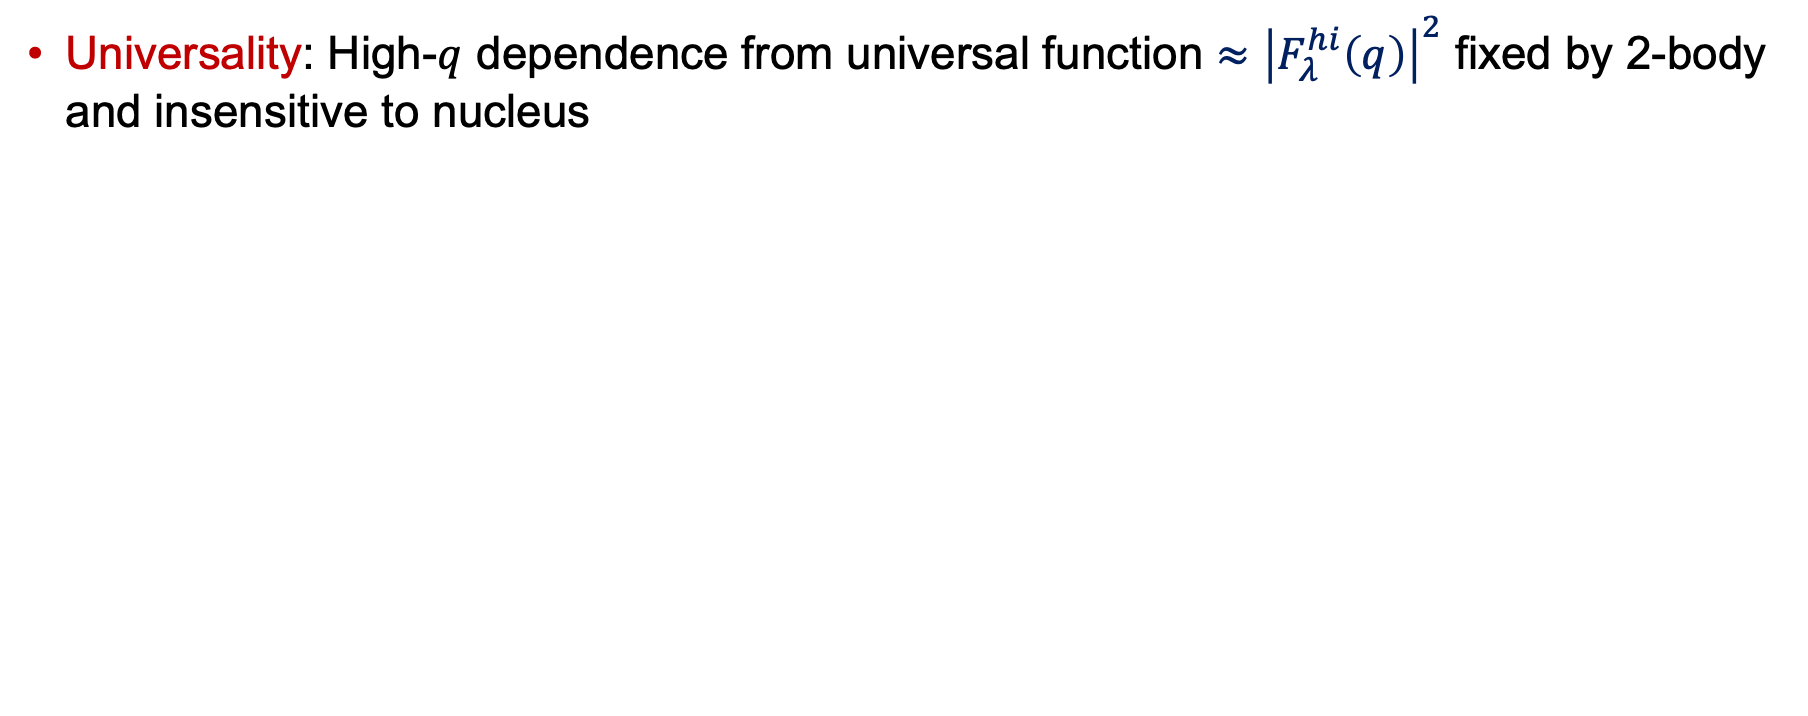 • Universality: High-𝑞 dependence from universal function ≈ |𝐹_λ^{hi}(𝑞)|² fixed by 2-body
and insensitive to nucleus